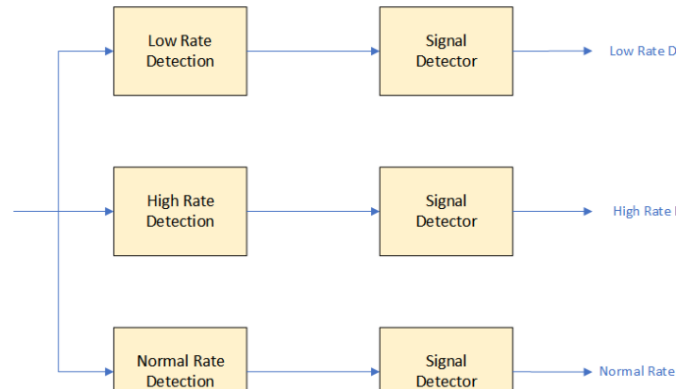 Low Rate
Detection
Signal
Detector
Low Rate D
High Rate
Detection
Signal
Detector
High Rate
Normal Rate
Detection
Signal
Detector
Normal Rate